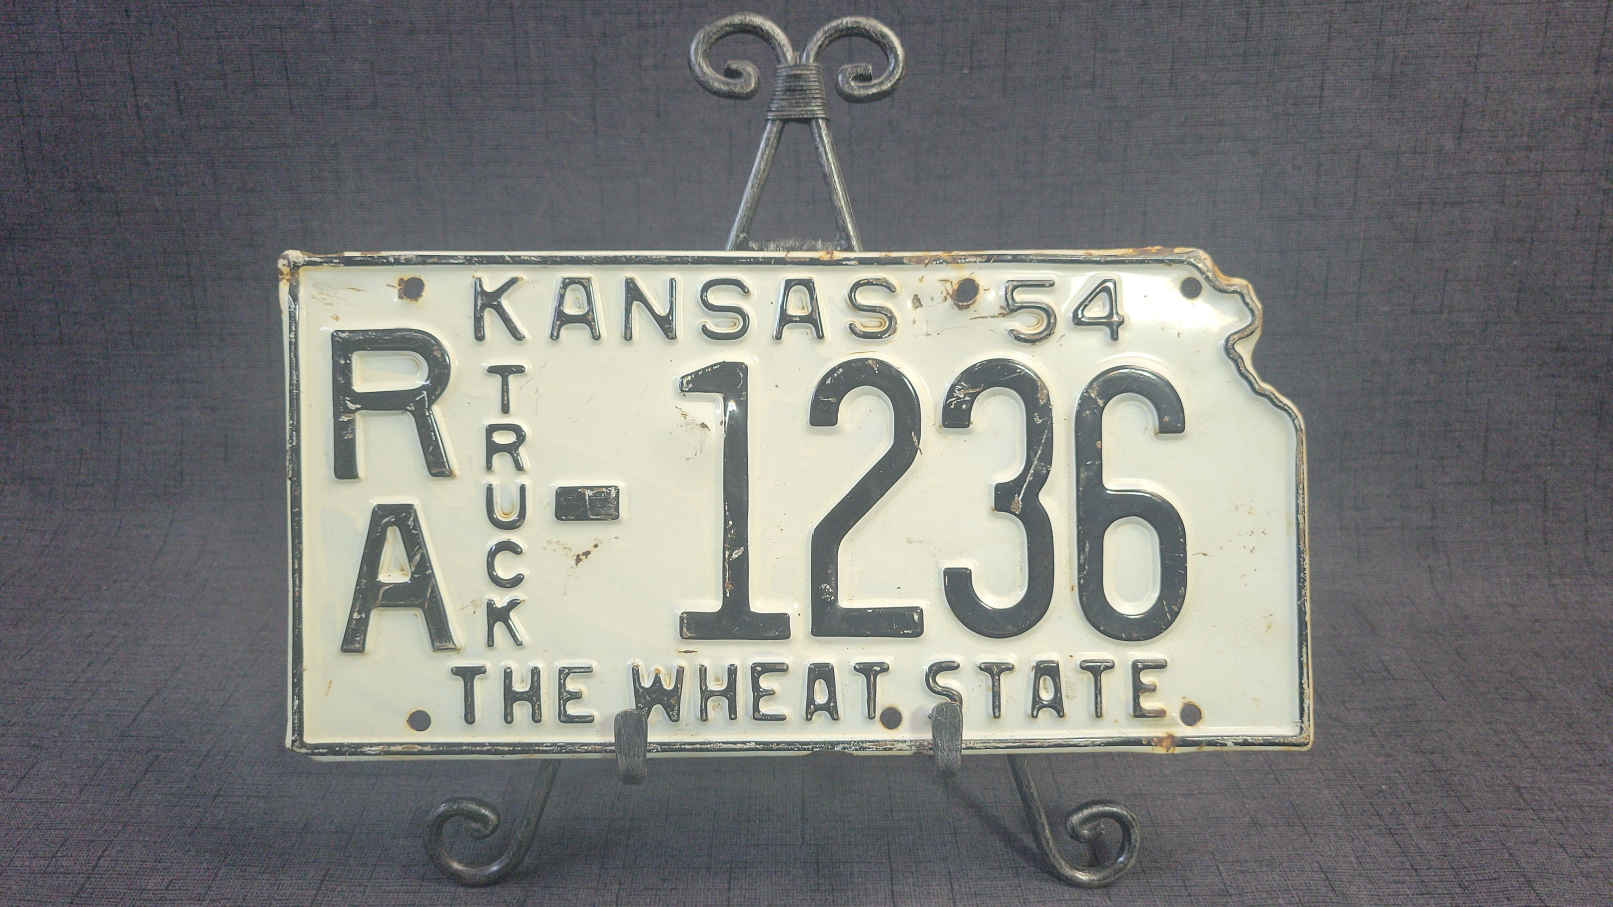 KANSAS 54
RA TRUCK - 1236
THE WHEAT STATE